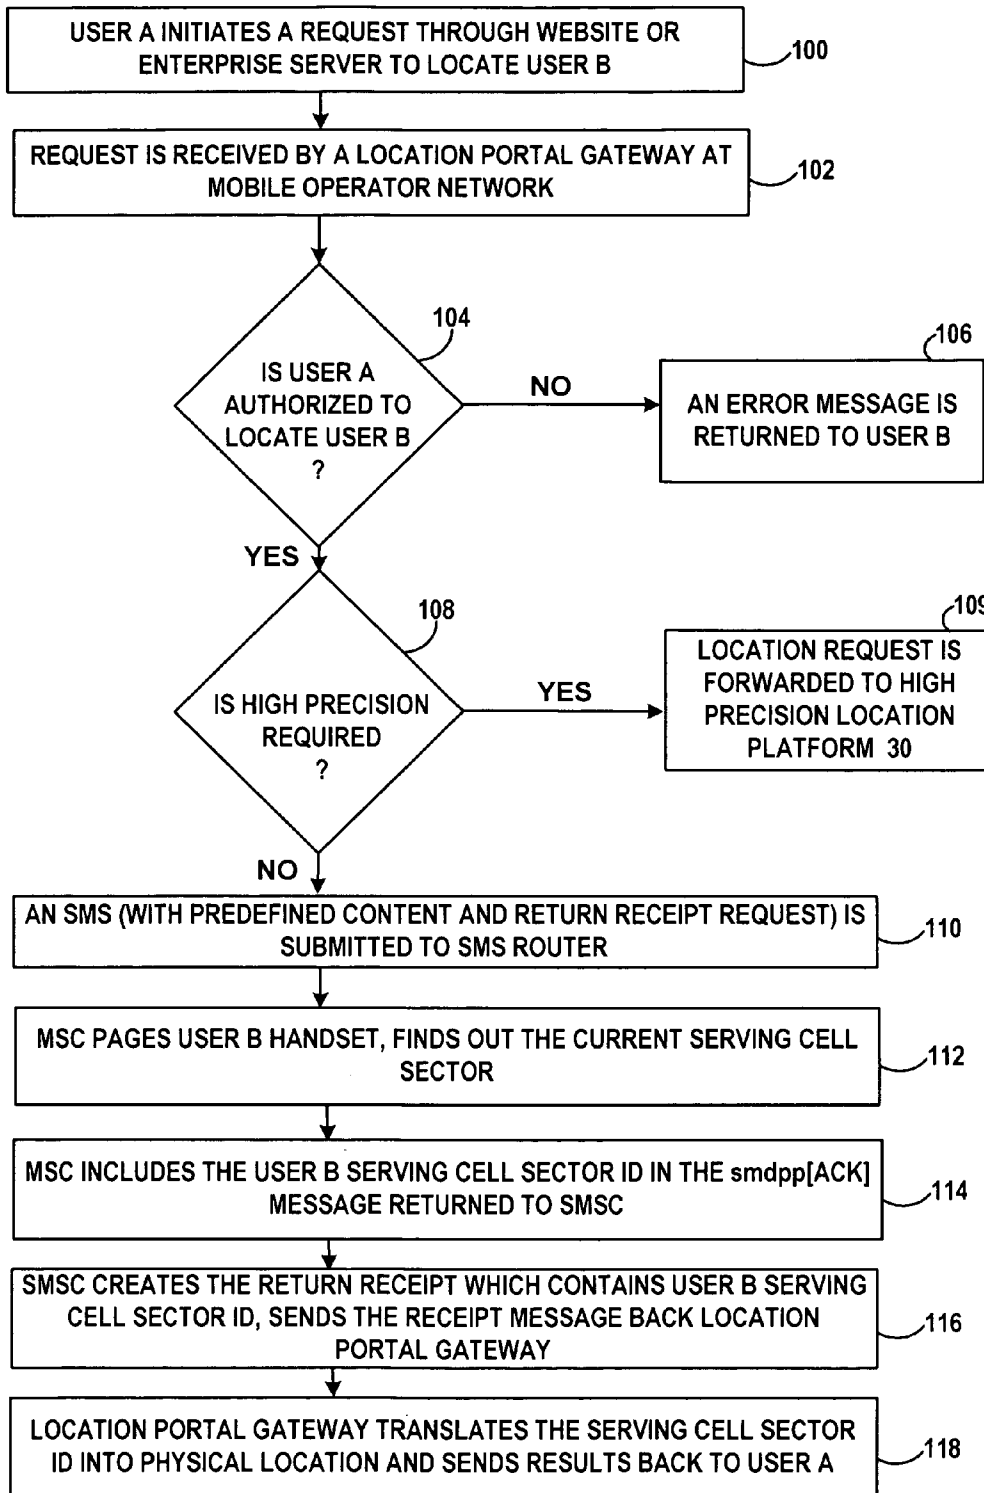 USER A INITIATES A REQUEST THROUGH WEBSITE OR
ENTERPRISE SERVER TO LOCATE USER B
100
REQUEST IS RECEIVED BY A LOCATION PORTAL GATEWAY AT
MOBILE OPERATOR NETWORK
102
104
IS USER A
AUTHORIZED TO
LOCATE USER B
?
NO
106
AN ERROR MESSAGE IS
RETURNED TO USER B
YES
108
IS HIGH PRECISION
REQUIRED
?
YES
109
LOCATION REQUEST IS
FORWARDED TO HIGH
PRECISION LOCATION
PLATFORM 30
NO
AN SMS (WITH PREDEFINED CONTENT AND RETURN RECEIPT REQUEST) IS
SUBMITTED TO SMS ROUTER
110
MSC PAGES USER B HANDSET, FINDS OUT THE CURRENT SERVING CELL
SECTOR
112
MSC INCLUDES THE USER B SERVING CELL SECTOR ID IN THE smdpp[ACK]
MESSAGE RETURNED TO SMSC
114
SMSC CREATES THE RETURN RECEIPT WHICH CONTAINS USER B SERVING
CELL SECTOR ID, SENDS THE RECEIPT MESSAGE BACK LOCATION
PORTAL GATEWAY
116
LOCATION PORTAL GATEWAY TRANSLATES THE SERVING CELL SECTOR
ID INTO PHYSICAL LOCATION AND SENDS RESULTS BACK TO USER A
118